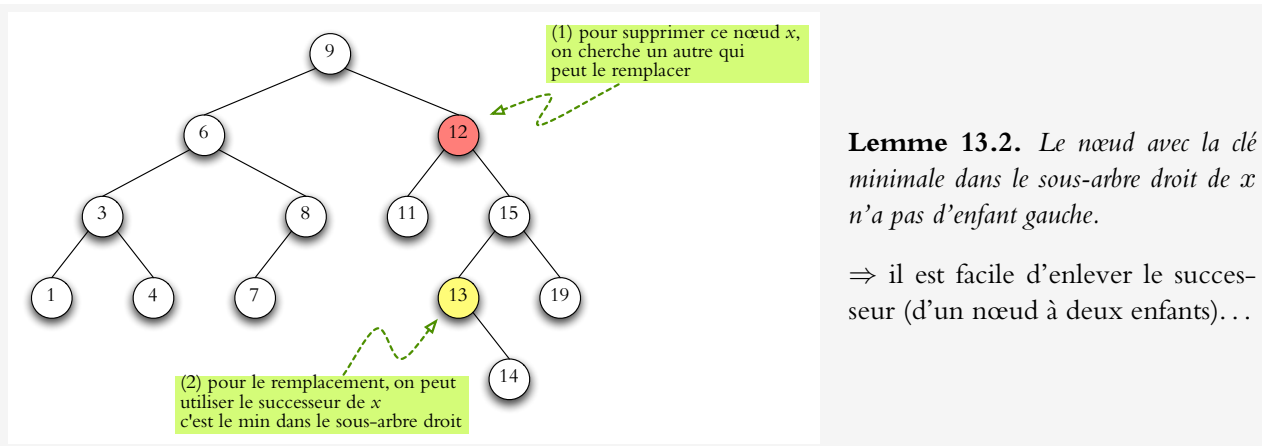 (1) pour supprimer ce nœud x,
on cherche un autre qui
peut le remplacer
9
6
12
3
8
11
15
1
4
7
13
19
14
(2) pour le remplacement, on peut
utiliser le successeur de x
c'est le min dans le sous-arbre droit
Lemme 13.2. Le nœud avec la clé
minimale dans le sous-arbre droit de x
n'a pas d'enfant gauche.
⇒ il est facile d'enlever le succes-
seur (d'un nœud à deux enfants)...